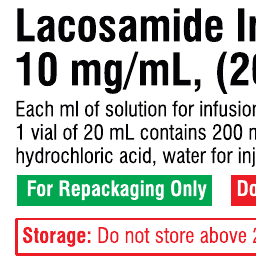 Lacosamide I
10 mg/mL, (20
Each ml of solution for infusion
1 vial of 20 mL contains 200 m
hydrochloric acid, water for inj
For Repackaging Only Do
Storage: Do not store above 2